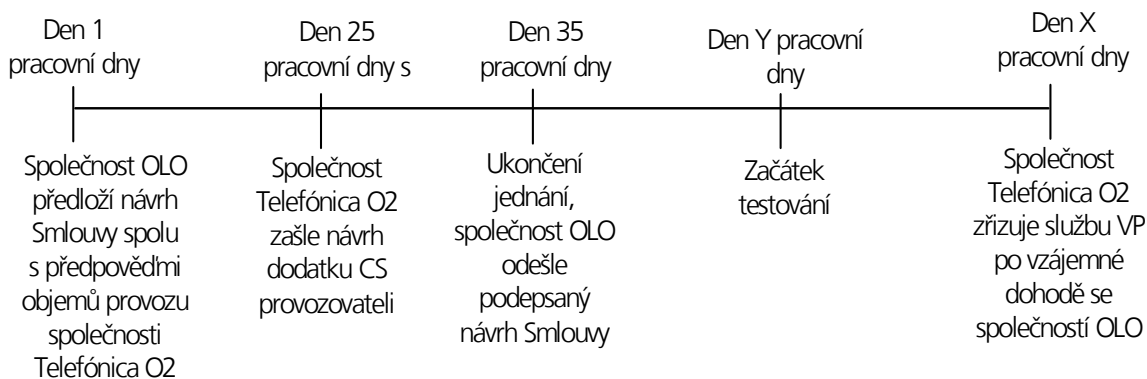 Den 1
pracovní dny
Den 25
pracovní dny s
Den 35
pracovní dny
Den Y pracovní
dny
Den X
pracovní dny
Společnost OLO
předloží návrh
Smlouvy spolu
s předpověďmi
objemů provozu
společnosti
Telefónica O2
Společnost
Telefónica O2
zašle návrh
dodatku CS
provozovateli
Ukončení
jednání,
společnost OLO
odešle
podepsaný
návrh Smlouvy
Začátek
testování
Společnost
Telefónica O2
zřizuje službu VP
po vzájemné
dohodě se
společností OLO